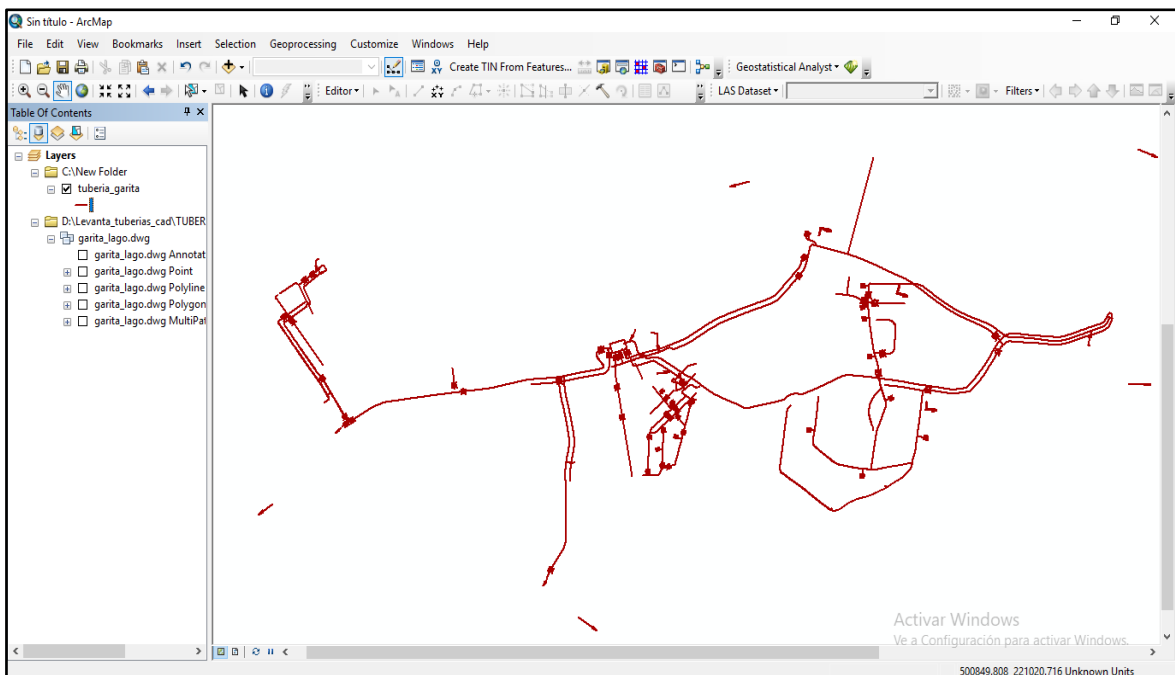 Sin título - ArcMap
File Edit View Bookmarks Insert Selection Geoprocessing Customize Windows Help
Create TIN From Features... Geostatistical Analyst
Editor LAS Dataset Filters
Table Of Contents
Layers
C:\New Folder
tuberia_garita
D:\Levanta_tuberias_cad\TUBER
garita_lago.dwg
garita_lago.dwg Annotat
garita_lago.dwg Point
garita_lago.dwg Polyline
garita_lago.dwg Polygon
garita_lago.dwg MultiPat
Activar Windows
Ve a Configuración para activar Windows.
500849.808 221020.716 Unknown Units